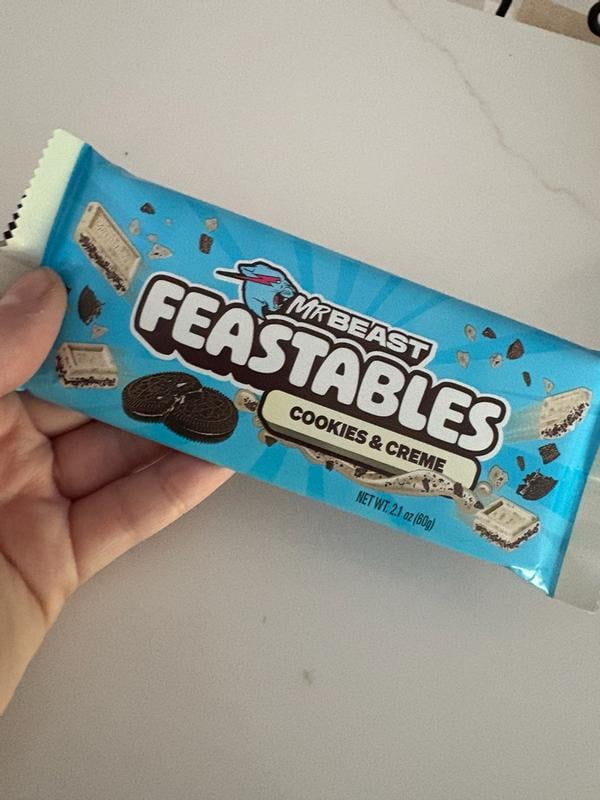 MR BEAST
FEASTABLES
COOKIES & CREME
NET WT. 2.1 oz (60g)